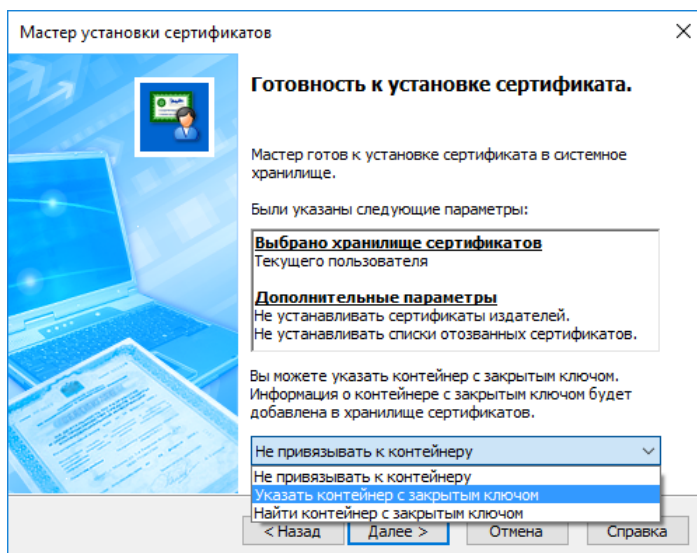 Мастер установки сертификатов
Готовность к установке сертификата.
Мастер готов к установке сертификата в системное
хранилище.
Были указаны следующие параметры:
Выбрано хранилище сертификатов
Текущего пользователя
Дополнительные параметры
Не устанавливать сертификаты издателей.
Не устанавливать списки отозванных сертификатов.
Вы можете указать контейнер с закрытым ключом.
Информация о контейнере с закрытым ключом будет
добавлена в хранилище сертификатов.
Не привязывать к контейнеру
Не привязывать к контейнеру
Указать контейнер с закрытым ключом
Найти контейнер с закрытым ключом
< Назад Далее > Отмена Справка